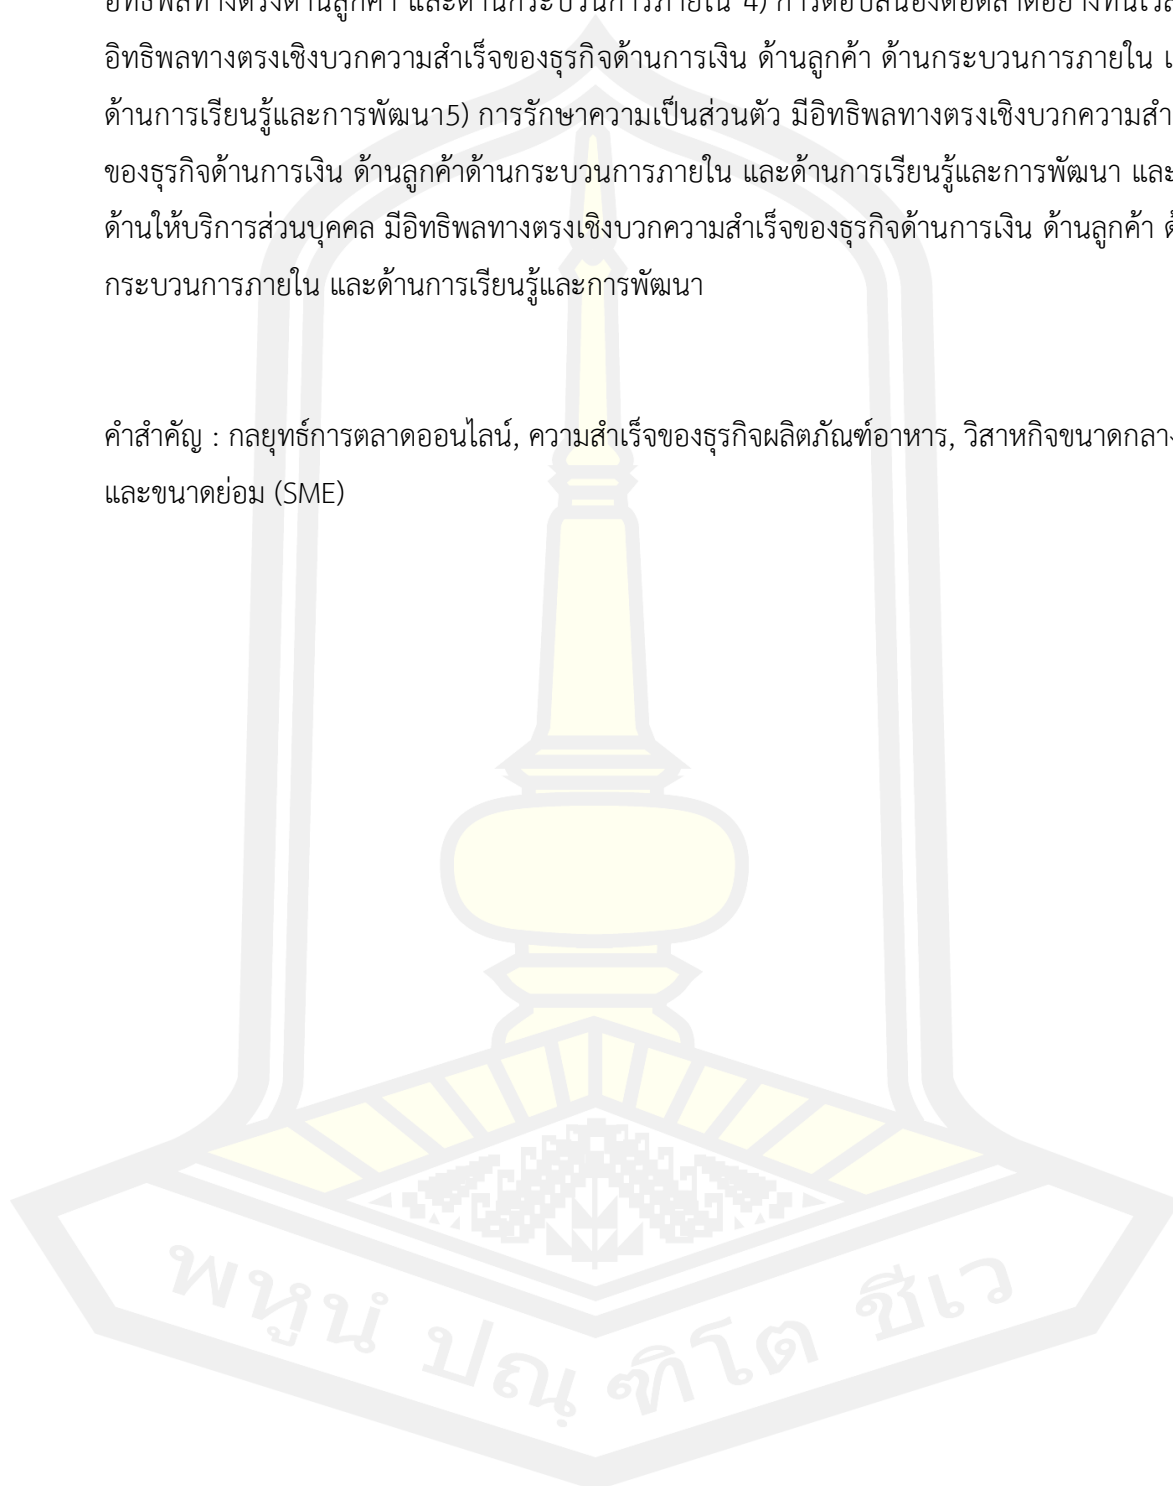 อิทธิพลทางตรงด้านลูกค้า และด้านกระบวนการภายใน 4) การตอบสนองต่อตลาดอย่างทันเวลา
อิทธิพลทางตรงเชิงบวกความสำเร็จของธุรกิจด้านการเงิน ด้านลูกค้า ด้านกระบวนการภายใน
ด้านการเรียนรู้และการพัฒนา5) การรักษาความเป็นส่วนตัว มีอิทธิพลทางตรงเชิงบวก
ของธุรกิจด้านการเงิน ด้านลูกค้าด้านกระบวนการภายใน และด้านการเรียนรู้และการพัฒนา และ
ด้านให้บริการส่วนบุคคล มีอิทธิพลทางตรงเชิงบวกความสำเร็จของธุรกิจด้านการเงิน ด้านลูกค้า
กระบวนการภายใน และด้านการเรียนรู้และการพัฒนา
คำสำคัญ : กลยุทธ์การตลาดออนไลน์, ความสำเร็จของธุรกิจผลิตภัณฑ์อาหาร, วิสาหกิจขนาดกลาง
และขนาดย่อม (SME)
พหูนํ ปณฺฑิโต ชีเว